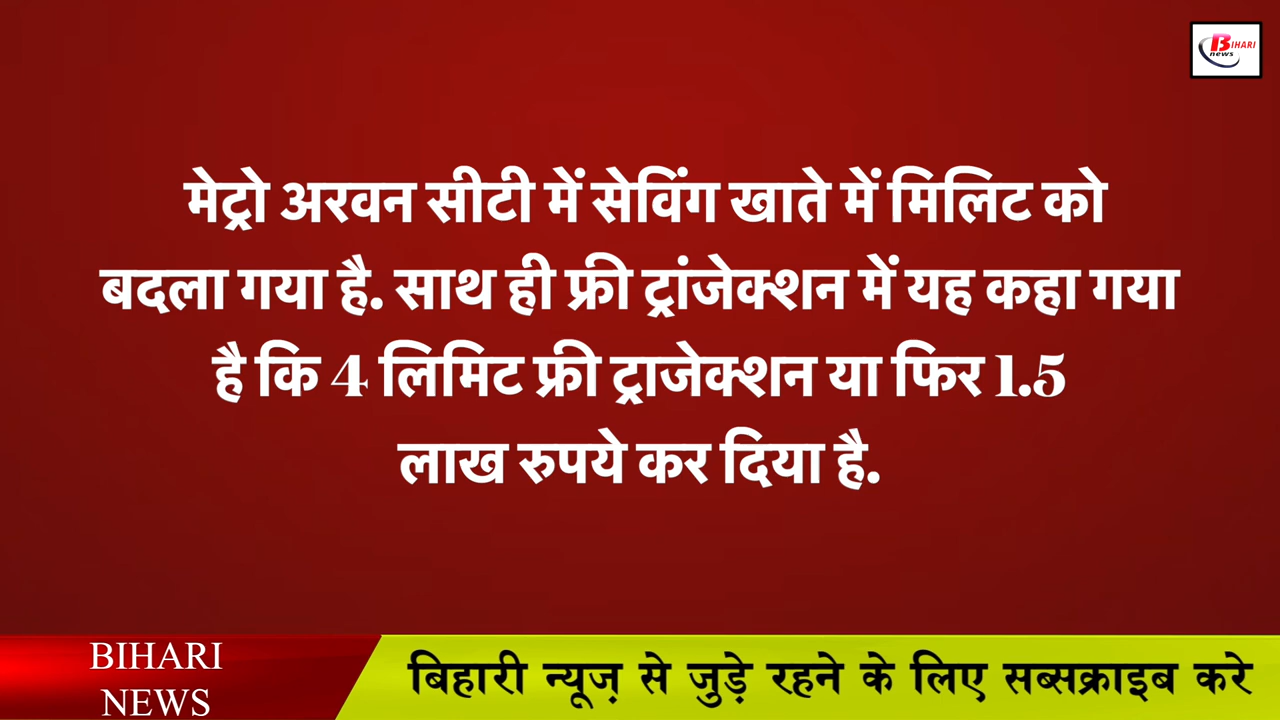 BIHARI
news
मेट्रो अरवन सीटी में सेविंग खाते में मिलिट को
बदला गया है. साथ ही फ्री ट्रांजेक्शन में यह कहा गया
है कि 4 लिमिट फ्री ट्राजेक्शन या फिर 1.5
लाख रुपये कर दिया है.
BIHARI
NEWS
बिहारी न्यूज़ से जुड़े रहने के लिए सब्सक्राइब करे